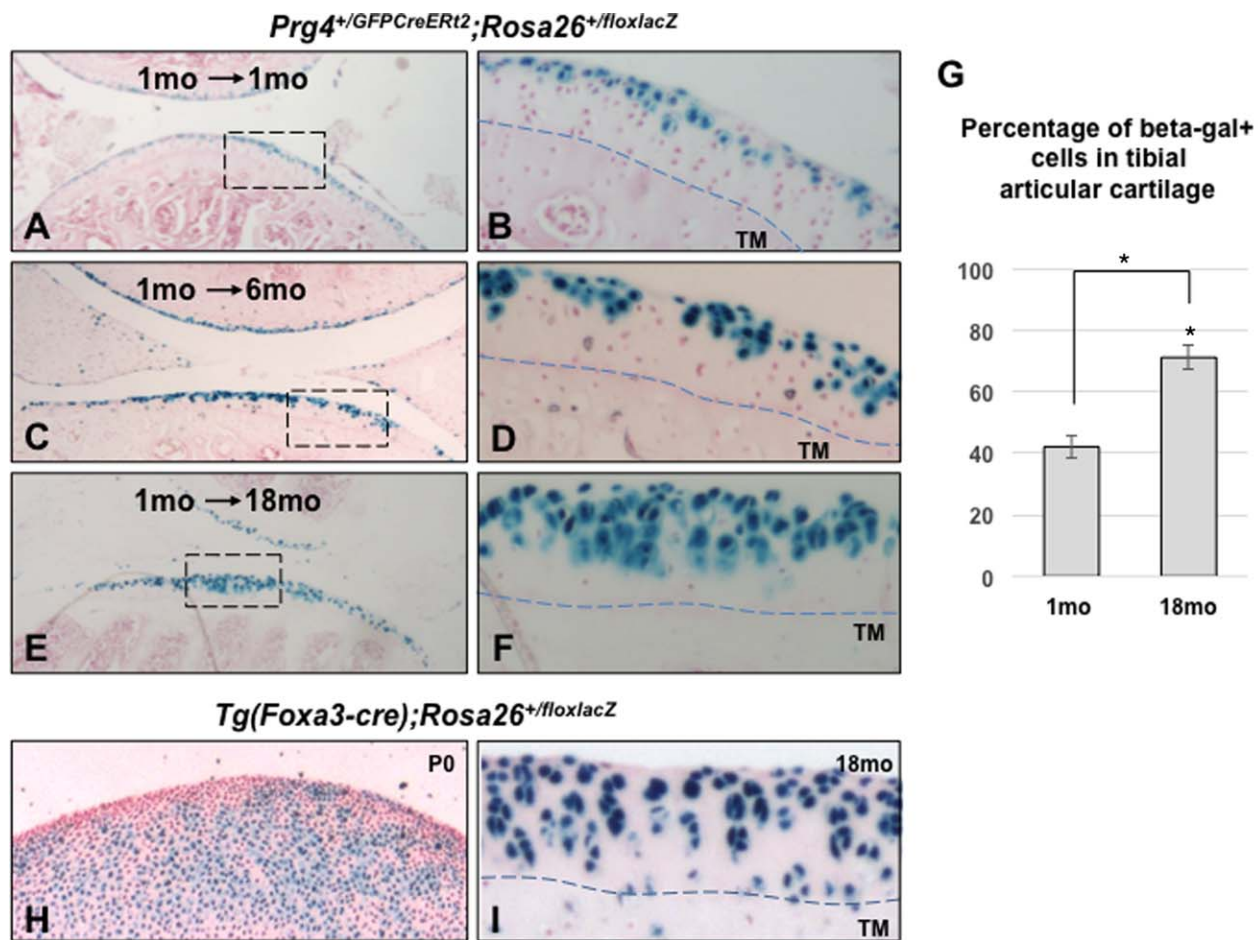 Prg4+/GFPCreERt2;Rosa26+/floxlacZ
1mo → 1mo
A
B
TM
1mo → 6mo
C
D
TM
1mo → 18mo
E
F
TM
G
Percentage of beta-gal+
cells in tibial
articular cartilage
*
100
80
*
60
40
20
0
1mo 18mo
Tg(Foxa3-cre);Rosa26+/floxlacZ
P0
H
18mo
I
TM